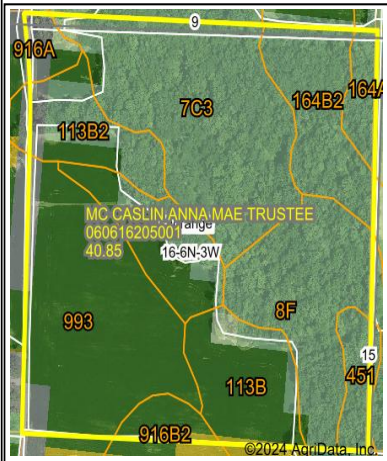 9
916A
164A
7C3
164B2
113B2
MC CASLIN ANNA MAE TRUSTEE
060616205001
ange
40.85
16-6N-3W
993
8F
15
451
113B
916B2
©2024 AgriData, Inc.